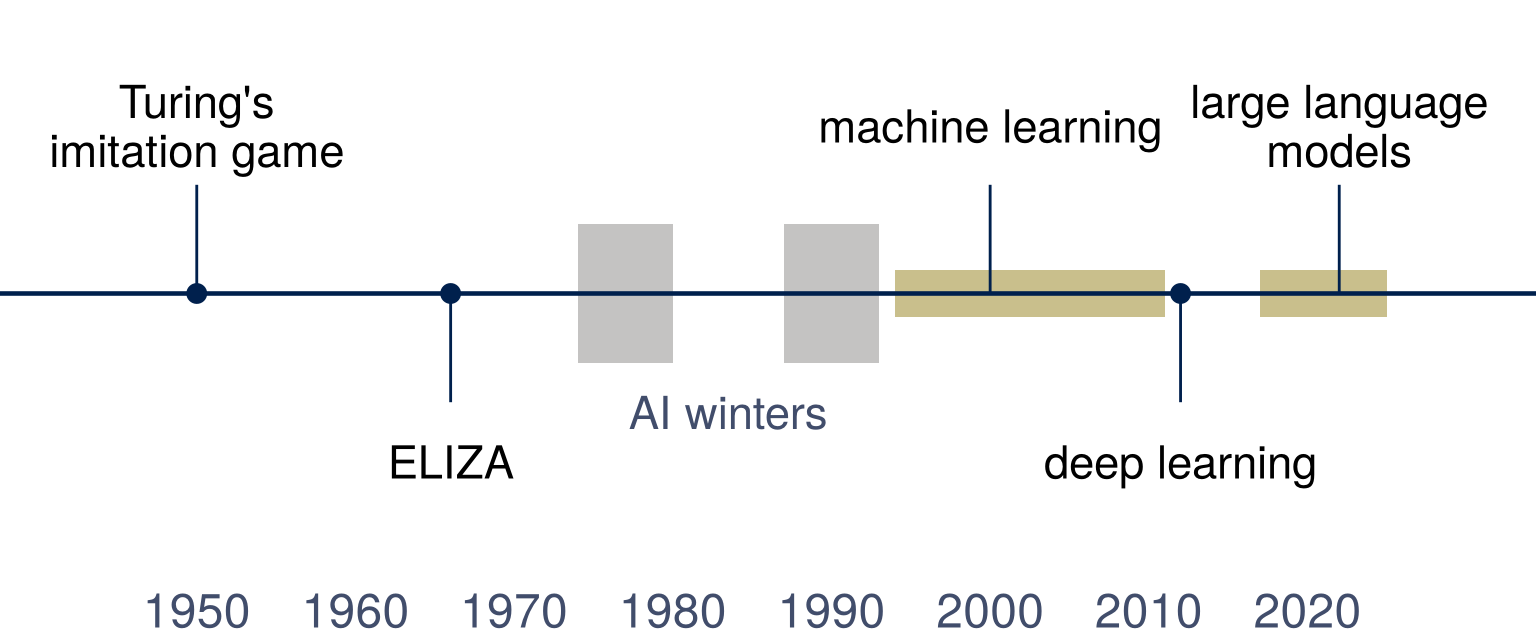 Turing's
imitation game
machine learning
large language
models
AI winters
ELIZA
deep learning
1950 1960 1970 1980 1990 2000 2010 2020